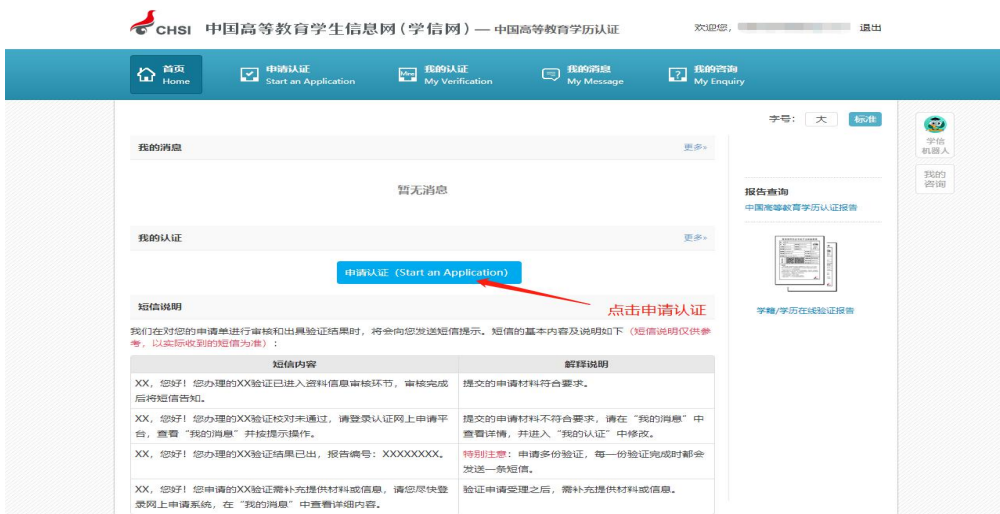 CHSI 中国高等教育学生信息网(学信网)— 中国高等教育学历认证 欢迎您, 退出
首页 申请认证 我的认证 我的消息 我的咨询
Home Start an Application My Verification My Message My Enquiry
字号: 大 标准
学信
机器人
我的
咨询
我的消息 更多»
暂无消息
报告查询
中国高等教育学历认证报告
我的认证 更多»
申请认证 (Start an Application)
点击申请认证
学籍/学历在线验证报告
短信说明
我们在对您的申请单进行审核和出具验证结果时,将会向您发送短信提示。短信的基本内容及说明如下(短信说明仅供参
考,以实际收到的短信为准):
短信内容 解释说明
XX,您好!您办理的XX验证已进入资料信息审核环节,审核完成
后将短信告知。
提交的申请材料符合要求。
XX,您好!您办理的XX验证校对未通过,请登录认证网上申请平
台,查看“我的消息”并按提示操作。
提交的申请材料不符合要求,请在“我的消息”中
查看详情,并进入“我的认证”中修改。
XX,您好!您办理的XX验证结果已出,报告编号:XXXXXXXX。
特别注意:申请多份验证,每一份验证完成时都会
发送一条短信。
XX,您好!您申请的XX验证需补充提供材料或信息,请您尽快登
录网上申请系统,在“我的消息”中查看详细内容。
验证申请受理之后,需补充提供材料或信息。